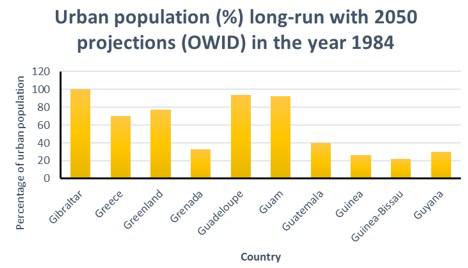 Urban population (%) long-run with 2050
projections (OWID) in the year 1984
Percentage of urban population
120
100
80
60
40
20
0
Gibraltar
Greece
Greenland
Grenada
Guadeloupe
Guam
Guatemala
Guinea
Guinea-Bissau
Guyana
Country